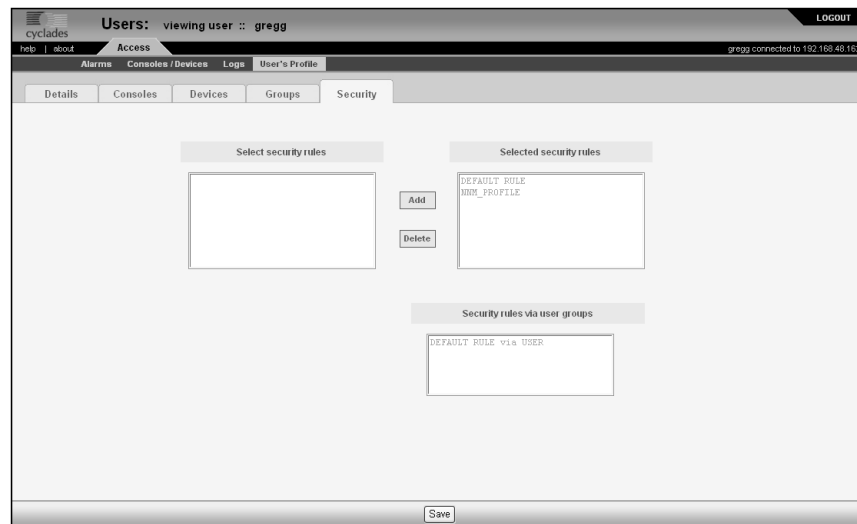 cyclades
Users: viewing user :: gregg
LOGOUT
help | about
Access
gregg connected to 192.168.48.16
Alarms Consoles / Devices Logs User's Profile
Details Consoles Devices Groups Security
Select security rules
Selected security rules
DEFAULT RULE
NNM_PROFILE
Add
Delete
Security rules via user groups
DEFAULT RULE via USER
Save